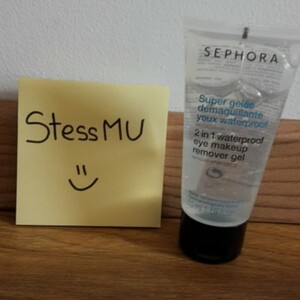 StessMU
SEPHORA
Super gelée
démaquillante
yeux waterproof
2 in 1 waterproof
eye makeup
remover gel